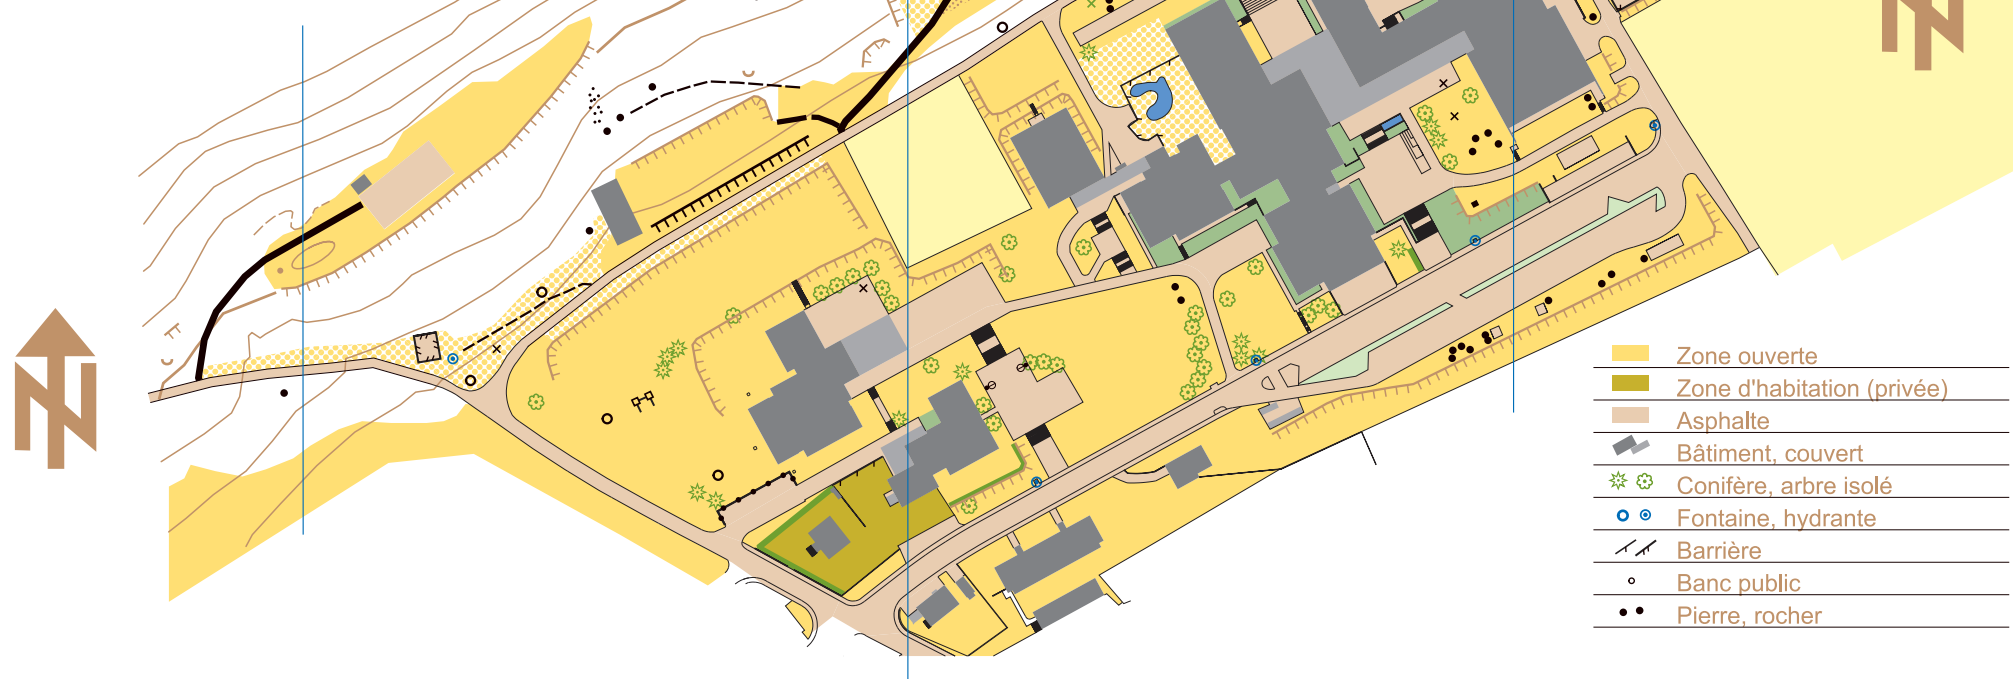 Zone ouverte
Zone d'habitation (privée)
Asphalte
Bâtiment, couvert
Conifère, arbre isolé
Fontaine, hydrante
Barrière
Banc public
Pierre, rocher